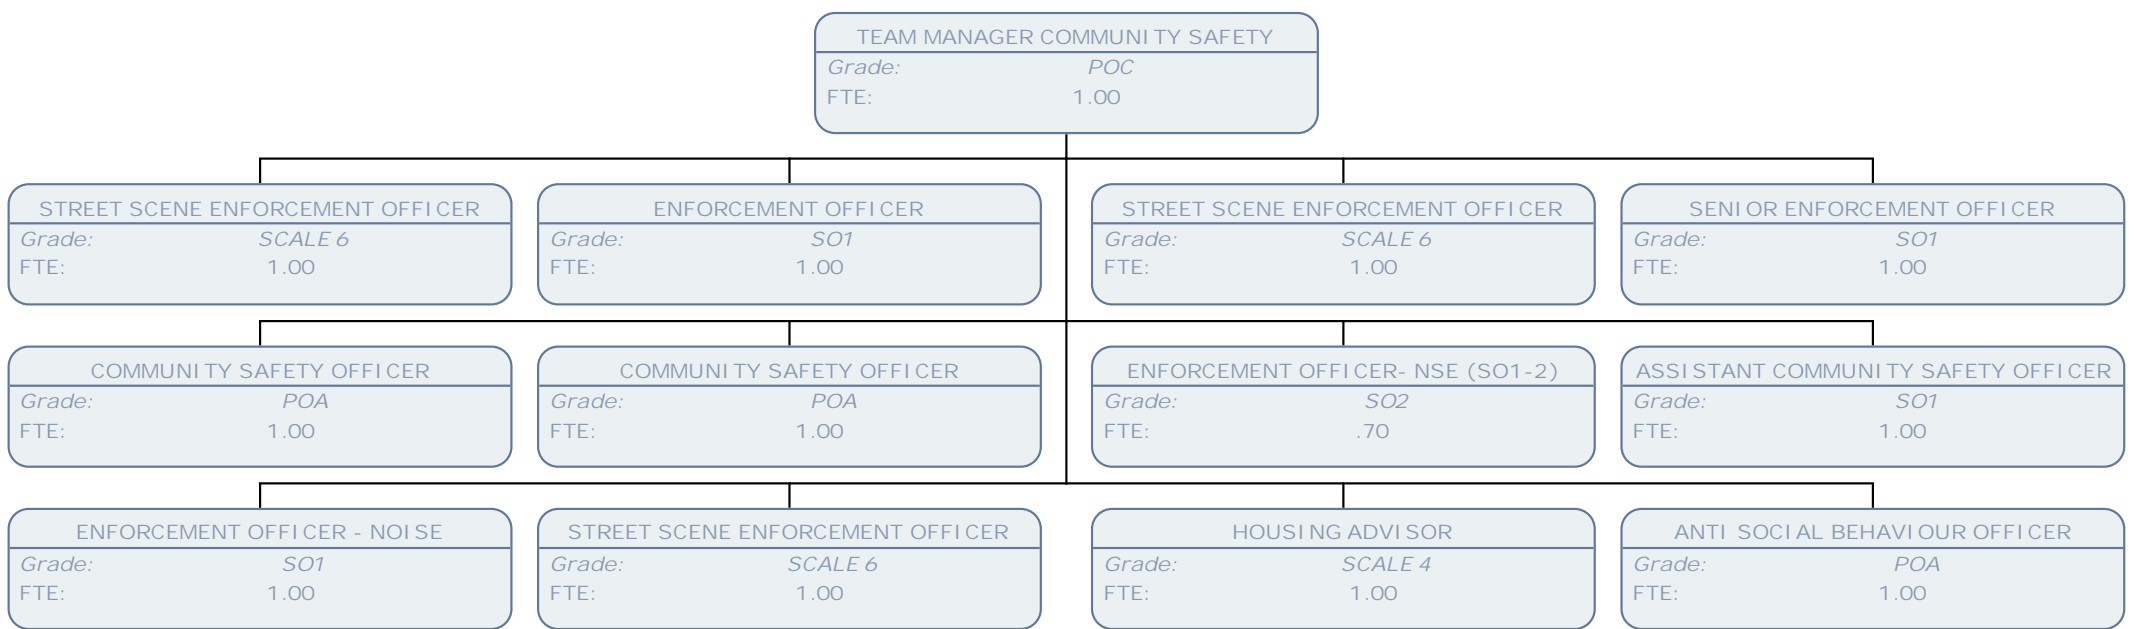 TEAM MANAGER COMMUNITY SAFETY
Grade: POC
FTE: 1.00
STREET SCENE ENFORCEMENT OFFICER
Grade: SCALE 6
FTE: 1.00
ENFORCEMENT OFFICER
Grade: SO1
FTE: 1.00
STREET SCENE ENFORCEMENT OFFICER
Grade: SCALE 6
FTE: 1.00
SENIOR ENFORCEMENT OFFICER
Grade: SO1
FTE: 1.00
COMMUNITY SAFETY OFFICER
Grade: POA
FTE: 1.00
COMMUNITY SAFETY OFFICER
Grade: POA
FTE: 1.00
ENFORCEMENT OFFICER- NSE (SO1-2)
Grade: SO2
FTE: .70
ASSISTANT COMMUNITY SAFETY OFFICER
Grade: SO1
FTE: 1.00
ENFORCEMENT OFFICER - NOISE
Grade: SO1
FTE: 1.00
STREET SCENE ENFORCEMENT OFFICER
Grade: SCALE 6
FTE: 1.00
HOUSING ADVISOR
Grade: SCALE 4
FTE: 1.00
ANTI SOCIAL BEHAVIOUR OFFICER
Grade: POA
FTE: 1.00